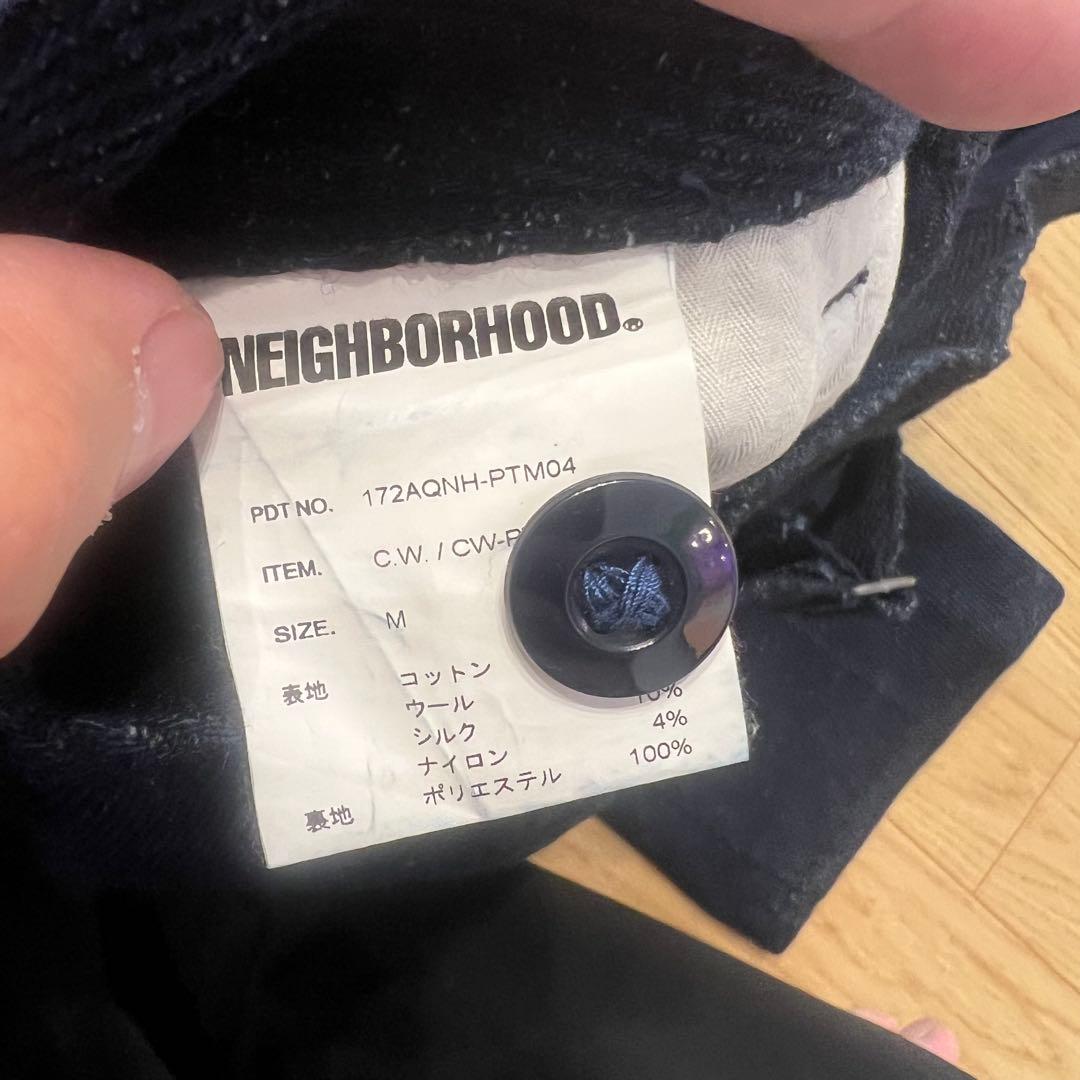 NEIGHBORHOOD®
PDT NO. 172AQNH-PTM04
ITEM. C.W. / CW-P
SIZE. M
表地 コットン
ウール
シルク 10%
ナイロン 4%
裏地 ポリエステル 100%